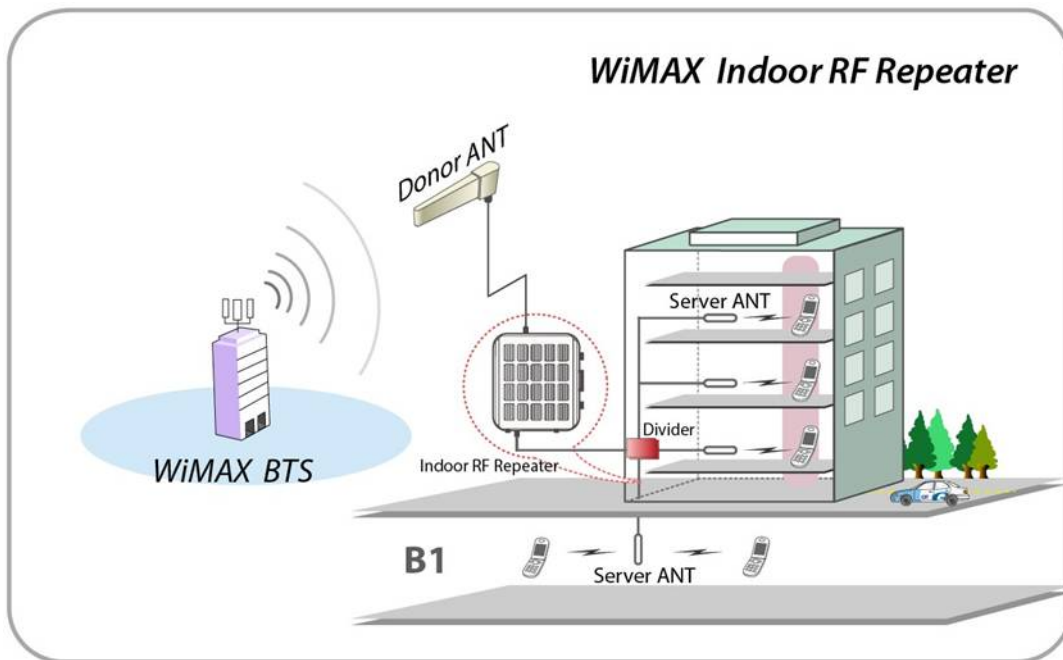 WiMAX Indoor RF Repeater
Donor ANT
Server ANT
Divider
Indoor RF Repeater
WiMAX BTS
B1
Server ANT